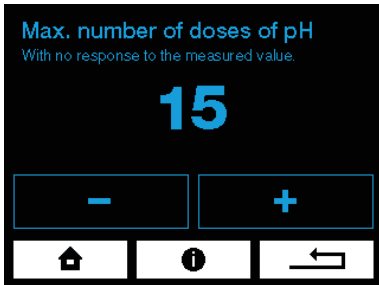 Max. number of doses of pH
With no response to the measured value.
15
− +
i